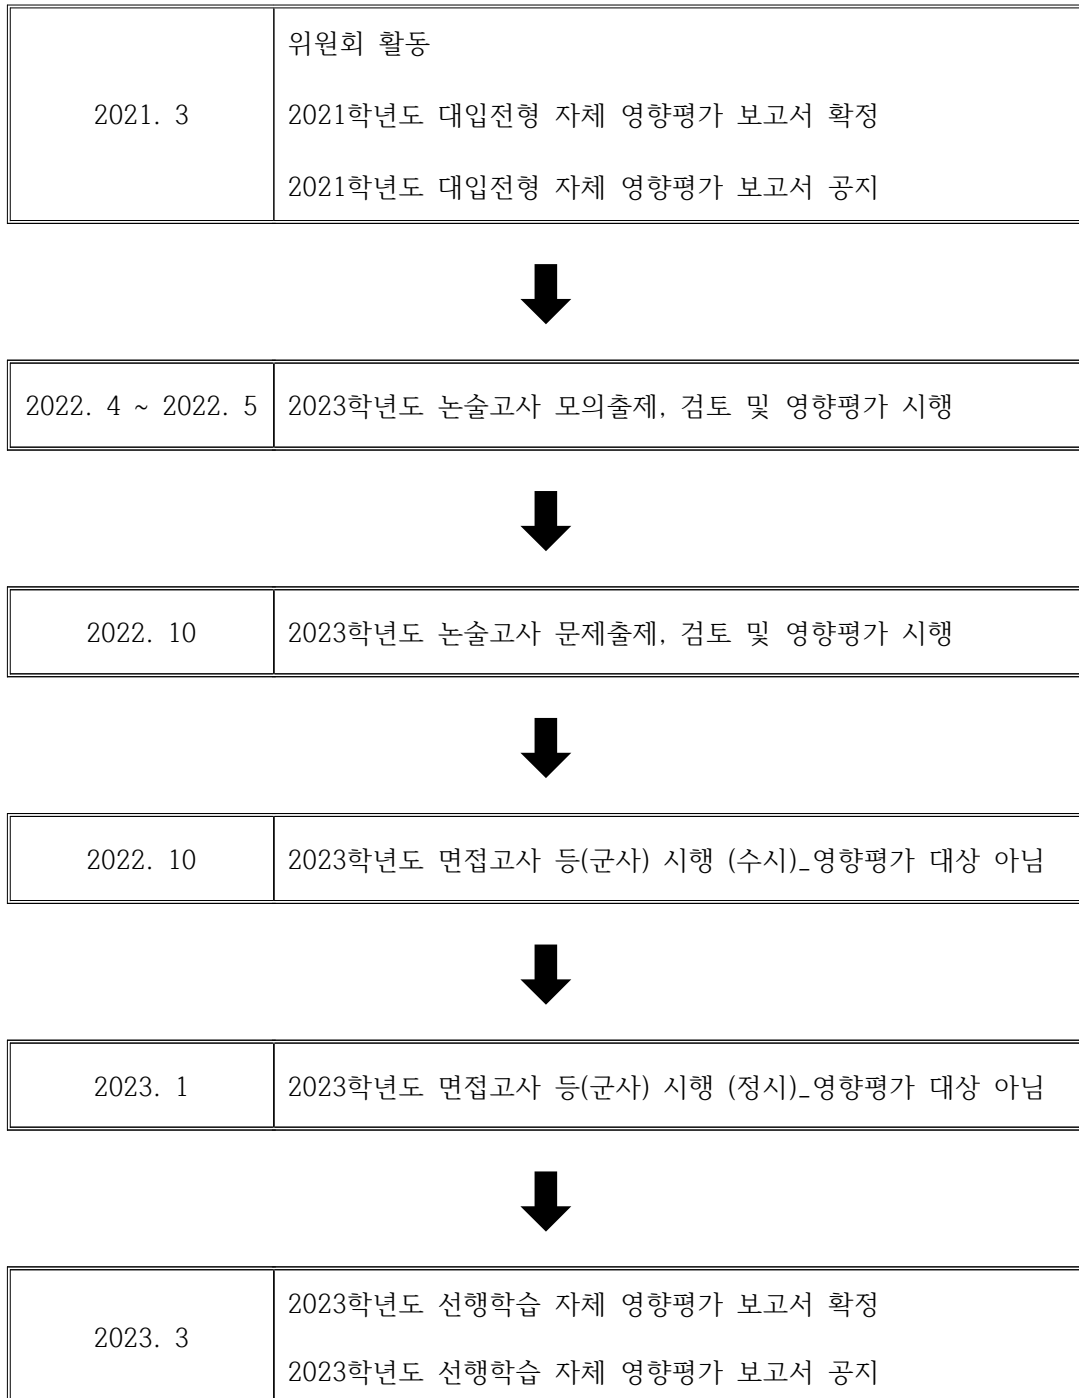 위원회 활동
2021. 3
2021학년도 대입전형 자체 영향평가 보고서 확정
2021학년도 대입전형 자체 영향평가 보고서 공지
2022. 4 ~ 2022. 5
2023학년도 논술고사 모의출제, 검토 및 영향평가 시행
2022. 10
2023학년도 논술고사 문제출제, 검토 및 영향평가 시행
2022. 10
2023학년도 면접고사 등(군사) 시행 (수시)_영향평가 대상 아님
2023. 1
2023학년도 면접고사 등(군사) 시행 (정시)_영향평가 대상 아님
2023. 3
2023학년도 선행학습 자체 영향평가 보고서 확정
2023학년도 선행학습 자체 영향평가 보고서 공지